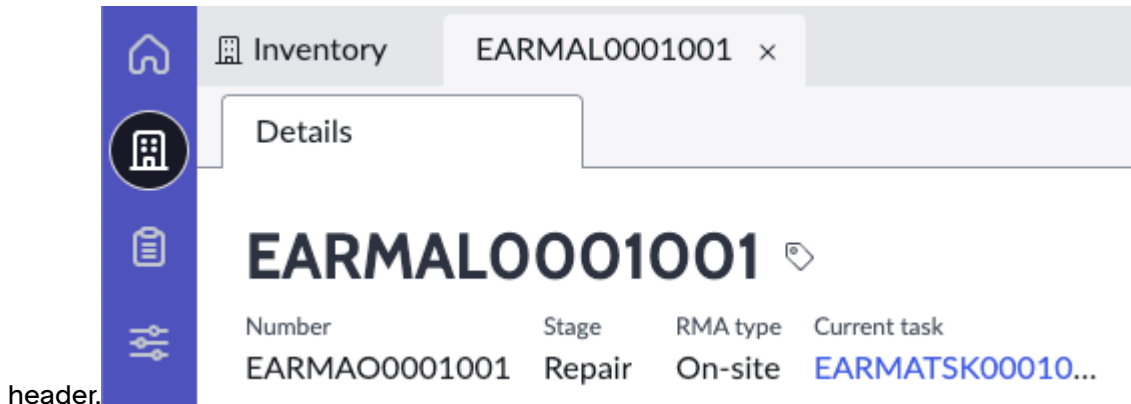 Inventory EARMAL0001001 ×
Details
EARMAL0001001
Number Stage RMA type Current task
EARMAO0001001 Repair On-site EARMATSK00010...
header.